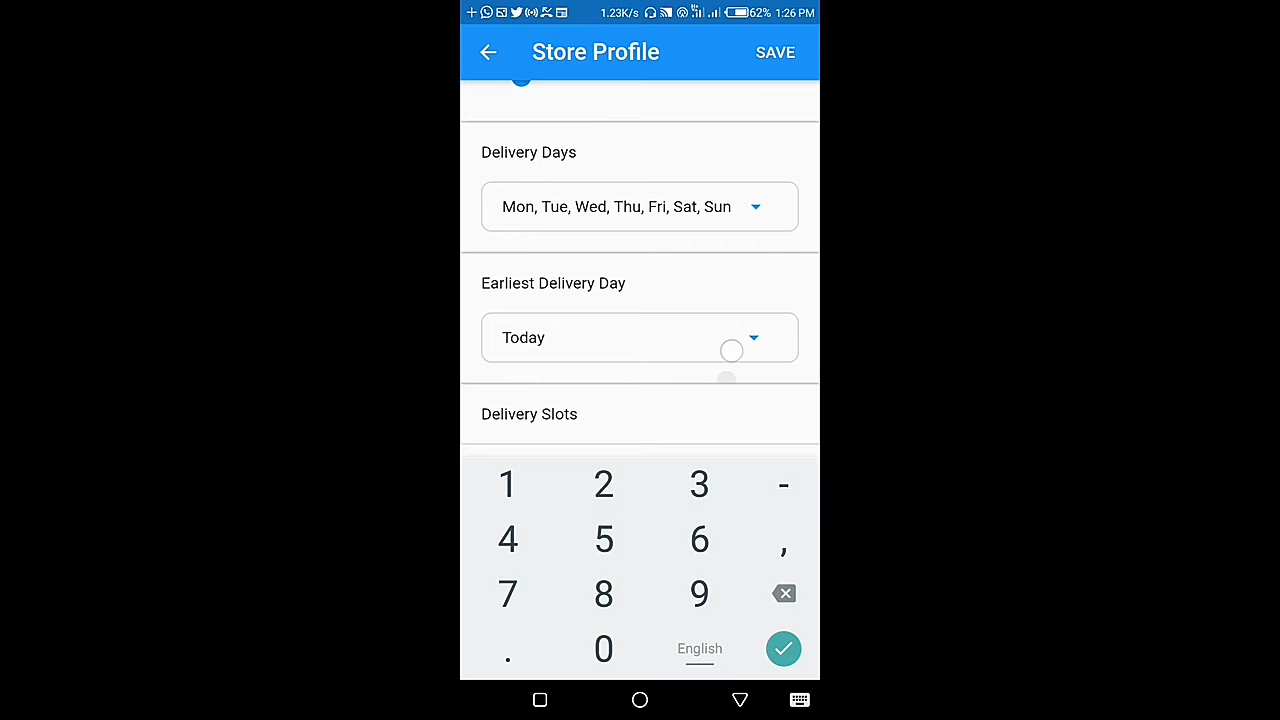 1.23K/s 62% 1:26 PM
Store Profile SAVE
Delivery Days
Mon, Tue, Wed, Thu, Fri, Sat, Sun
Earliest Delivery Day
Today
Delivery Slots
1 2 3 -
4 5 6 ,
7 8 9
. 0 English